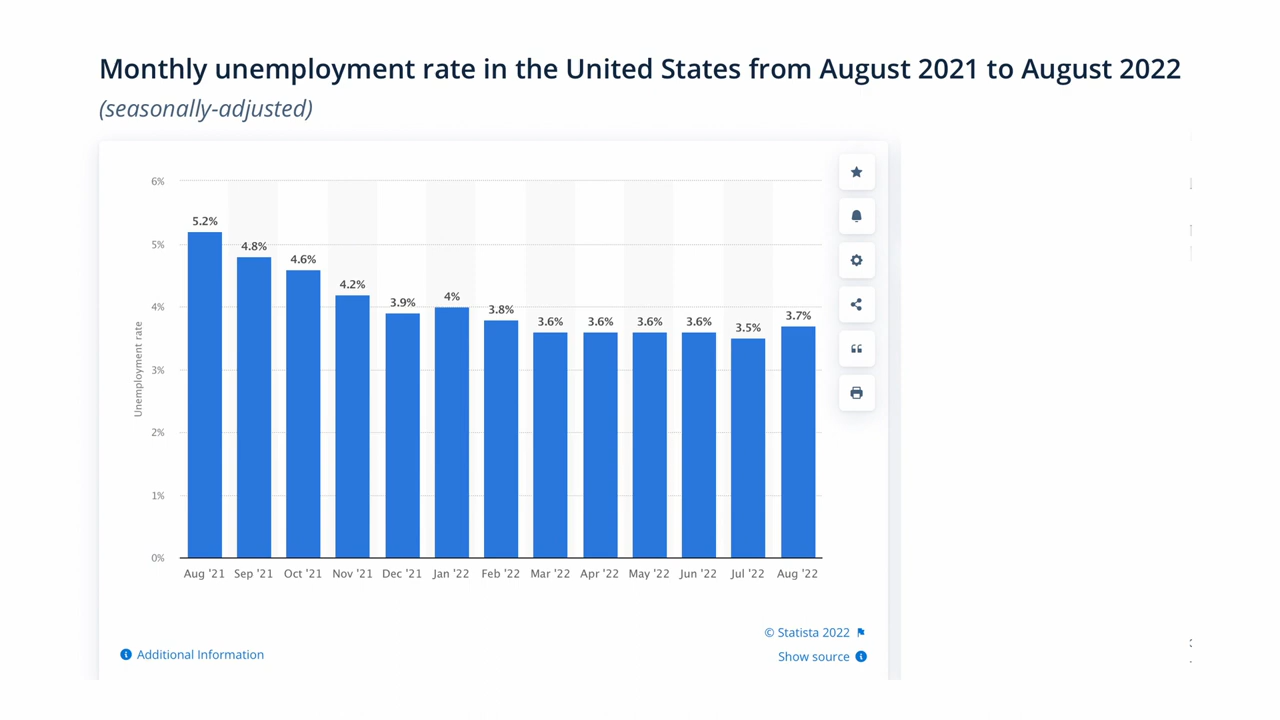 Monthly unemployment rate in the United States from August 2021 to August 2022
(seasonally-adjusted)
6%
5%
4%
3%
2%
1%
0%
Unemployment rate
5.2%
4.8%
4.6%
4.2%
3.9%
4%
3.8%
3.6%
3.6%
3.6%
3.6%
3.5%
3.7%
Aug '21 Sep '21 Oct '21 Nov '21 Dec '21 Jan '22 Feb '22 Mar '22 Apr '22 May '22 Jun '22 Jul '22 Aug '22
© Statista 2022
Additional Information
Show source